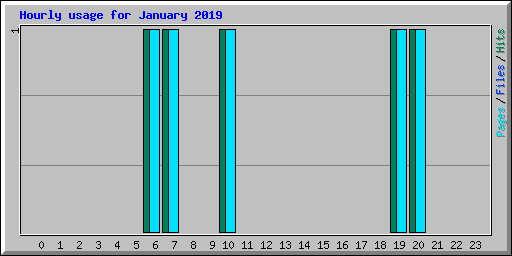 Hourly usage for January 2019
1
Pages / Files / Hits
0 1 2 3 4 5 6 7 8 9 10 11 12 13 14 15 16 17 18 19 20 21 22 23